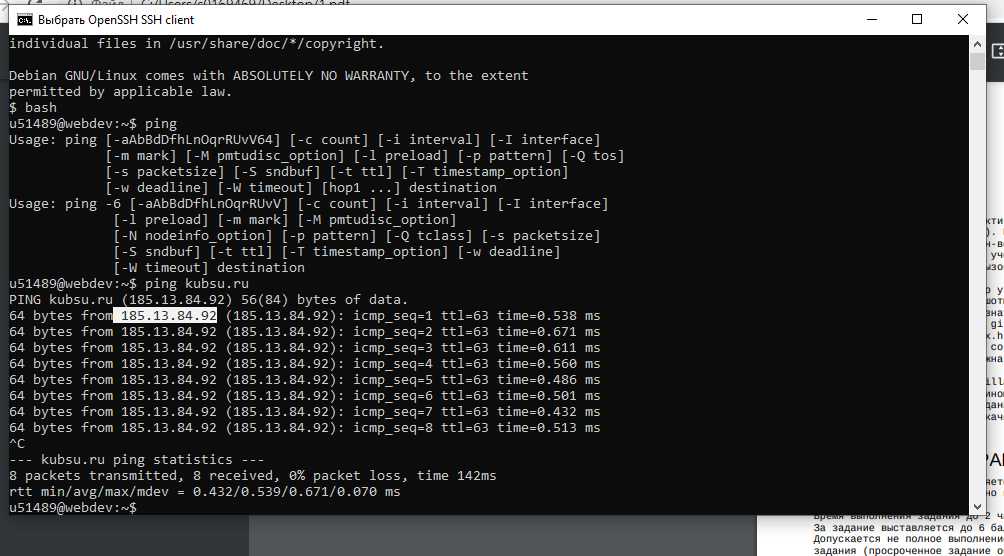 Выбрать OpenSSH SSH client
individual files in /usr/share/doc/*/copyright.
Debian GNU/Linux comes with ABSOLUTELY NO WARRANTY, to the extent
permitted by applicable law.
$ bash
u51489@webdev:~$ ping
Usage: ping [-aAbBdDfhLnOqrRUvV64] [-c count] [-i interval] [-I interface]
[-m mark] [-M pmtudisc_option] [-l preload] [-p pattern] [-Q tos]
[-s packetsize] [-S sndbuf] [-t ttl] [-T timestamp_option]
[-w deadline] [-W timeout] [hop1 ...] destination
Usage: ping -6 [-aAbBdDfhLnOqrRUvV] [-c count] [-i interval] [-I interface]
[-l preload] [-m mark] [-M pmtudisc_option]
[-N nodeinfo_option] [-p pattern] [-Q tclass] [-s packetsize]
[-S sndbuf] [-t ttl] [-T timestamp_option] [-w deadline]
[-W timeout] destination
u51489@webdev:~$ ping kubsu.ru
PING kubsu.ru (185.13.84.92) 56(84) bytes of data.
64 bytes from 185.13.84.92 (185.13.84.92): icmp_seq=1 ttl=63 time=0.538 ms
64 bytes from 185.13.84.92 (185.13.84.92): icmp_seq=2 ttl=63 time=0.671 ms
64 bytes from 185.13.84.92 (185.13.84.92): icmp_seq=3 ttl=63 time=0.611 ms
64 bytes from 185.13.84.92 (185.13.84.92): icmp_seq=4 ttl=63 time=0.560 ms
64 bytes from 185.13.84.92 (185.13.84.92): icmp_seq=5 ttl=63 time=0.486 ms
64 bytes from 185.13.84.92 (185.13.84.92): icmp_seq=6 ttl=63 time=0.501 ms
64 bytes from 185.13.84.92 (185.13.84.92): icmp_seq=7 ttl=63 time=0.432 ms
64 bytes from 185.13.84.92 (185.13.84.92): icmp_seq=8 ttl=63 time=0.513 ms
^C
--- kubsu.ru ping statistics ---
8 packets transmitted, 8 received, 0% packet loss, time 142ms
rtt min/avg/max/mdev = 0.432/0.539/0.671/0.070 ms
u51489@webdev:~$
Время выполнения задания до 2
За задание выставляется до 6
Допускается не полное
задания (просроченное задание